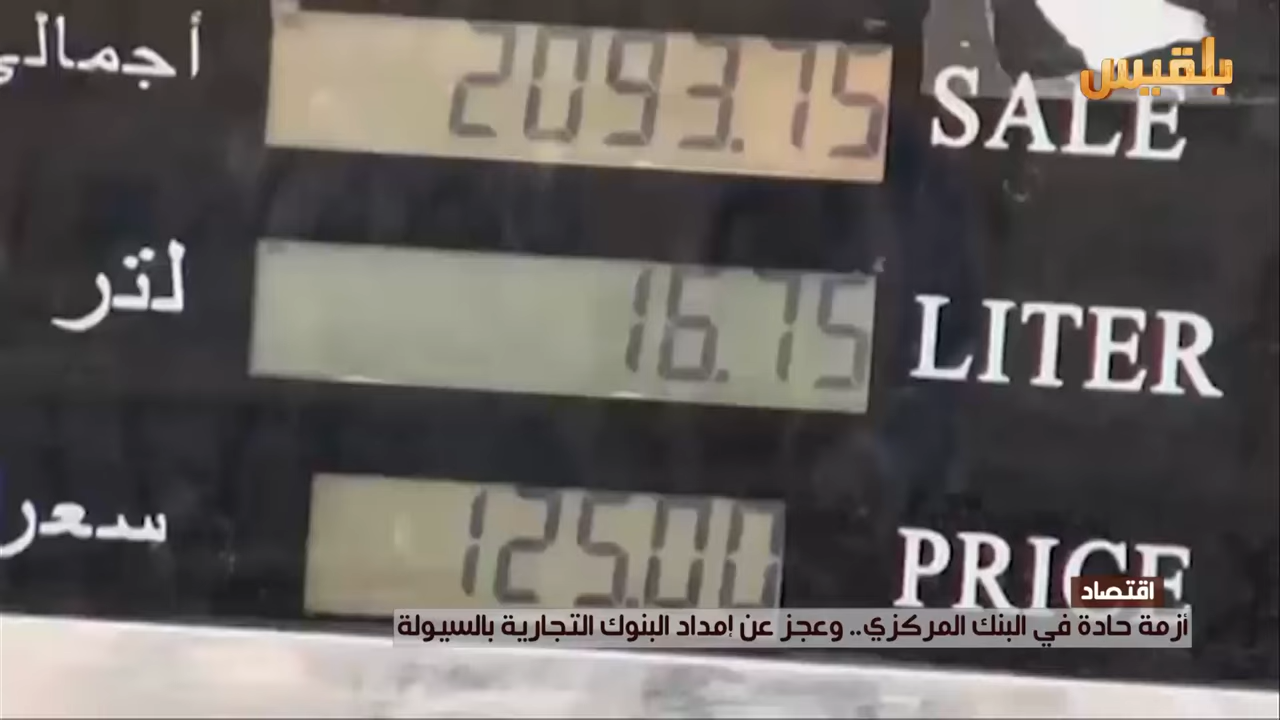 بلقيس
أجمالي 2093.75 SALE
لتر 16.75 LITER
سعر 125.00 PRICE
اقتصاد
أزمة حادة في البنك المركزي.. وعجز عن إمداد البنوك التجارية بالسيولة